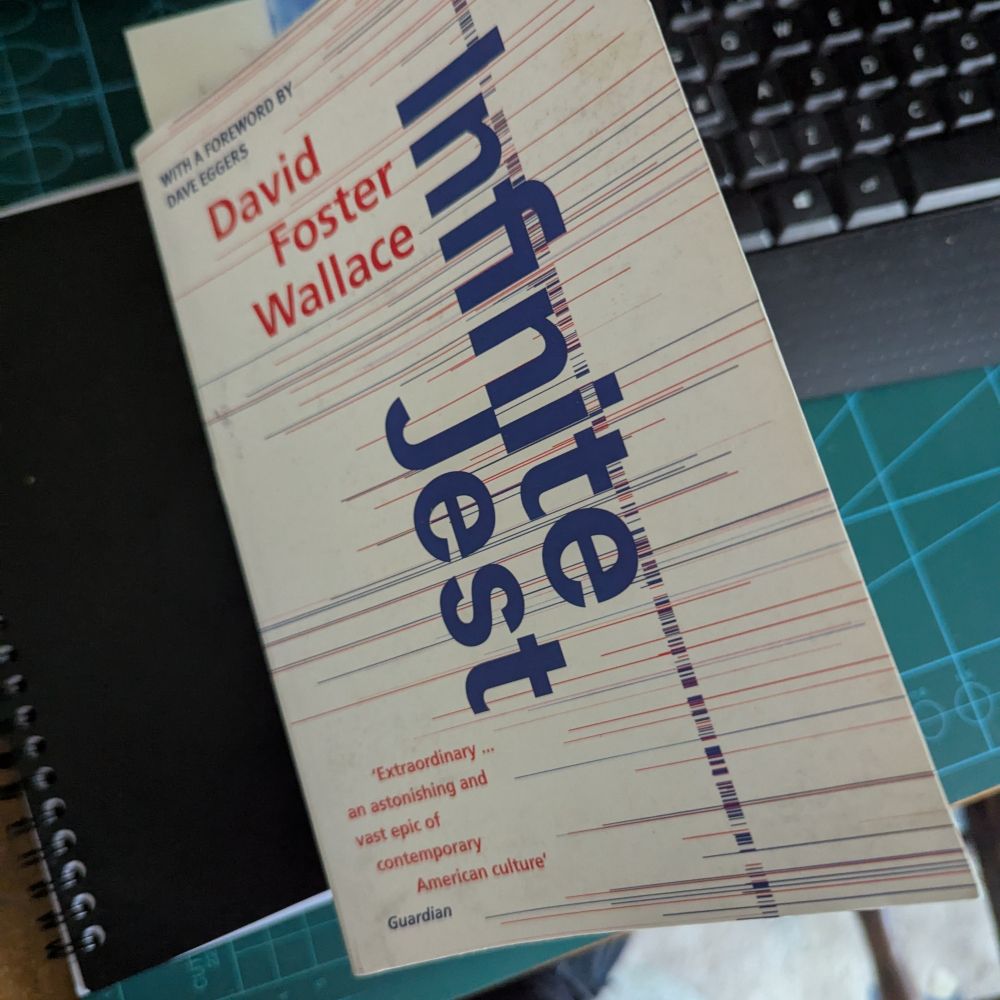 WITH A FOREWORD BY
DAVE EGGERS
David
Foster
Wallace
Infinite
Jest
'Extraordinary ...
an astonishing and
vast epic of
contemporary
American culture'
Guardian
Q W E R
A S D F G
Z X C V
alt